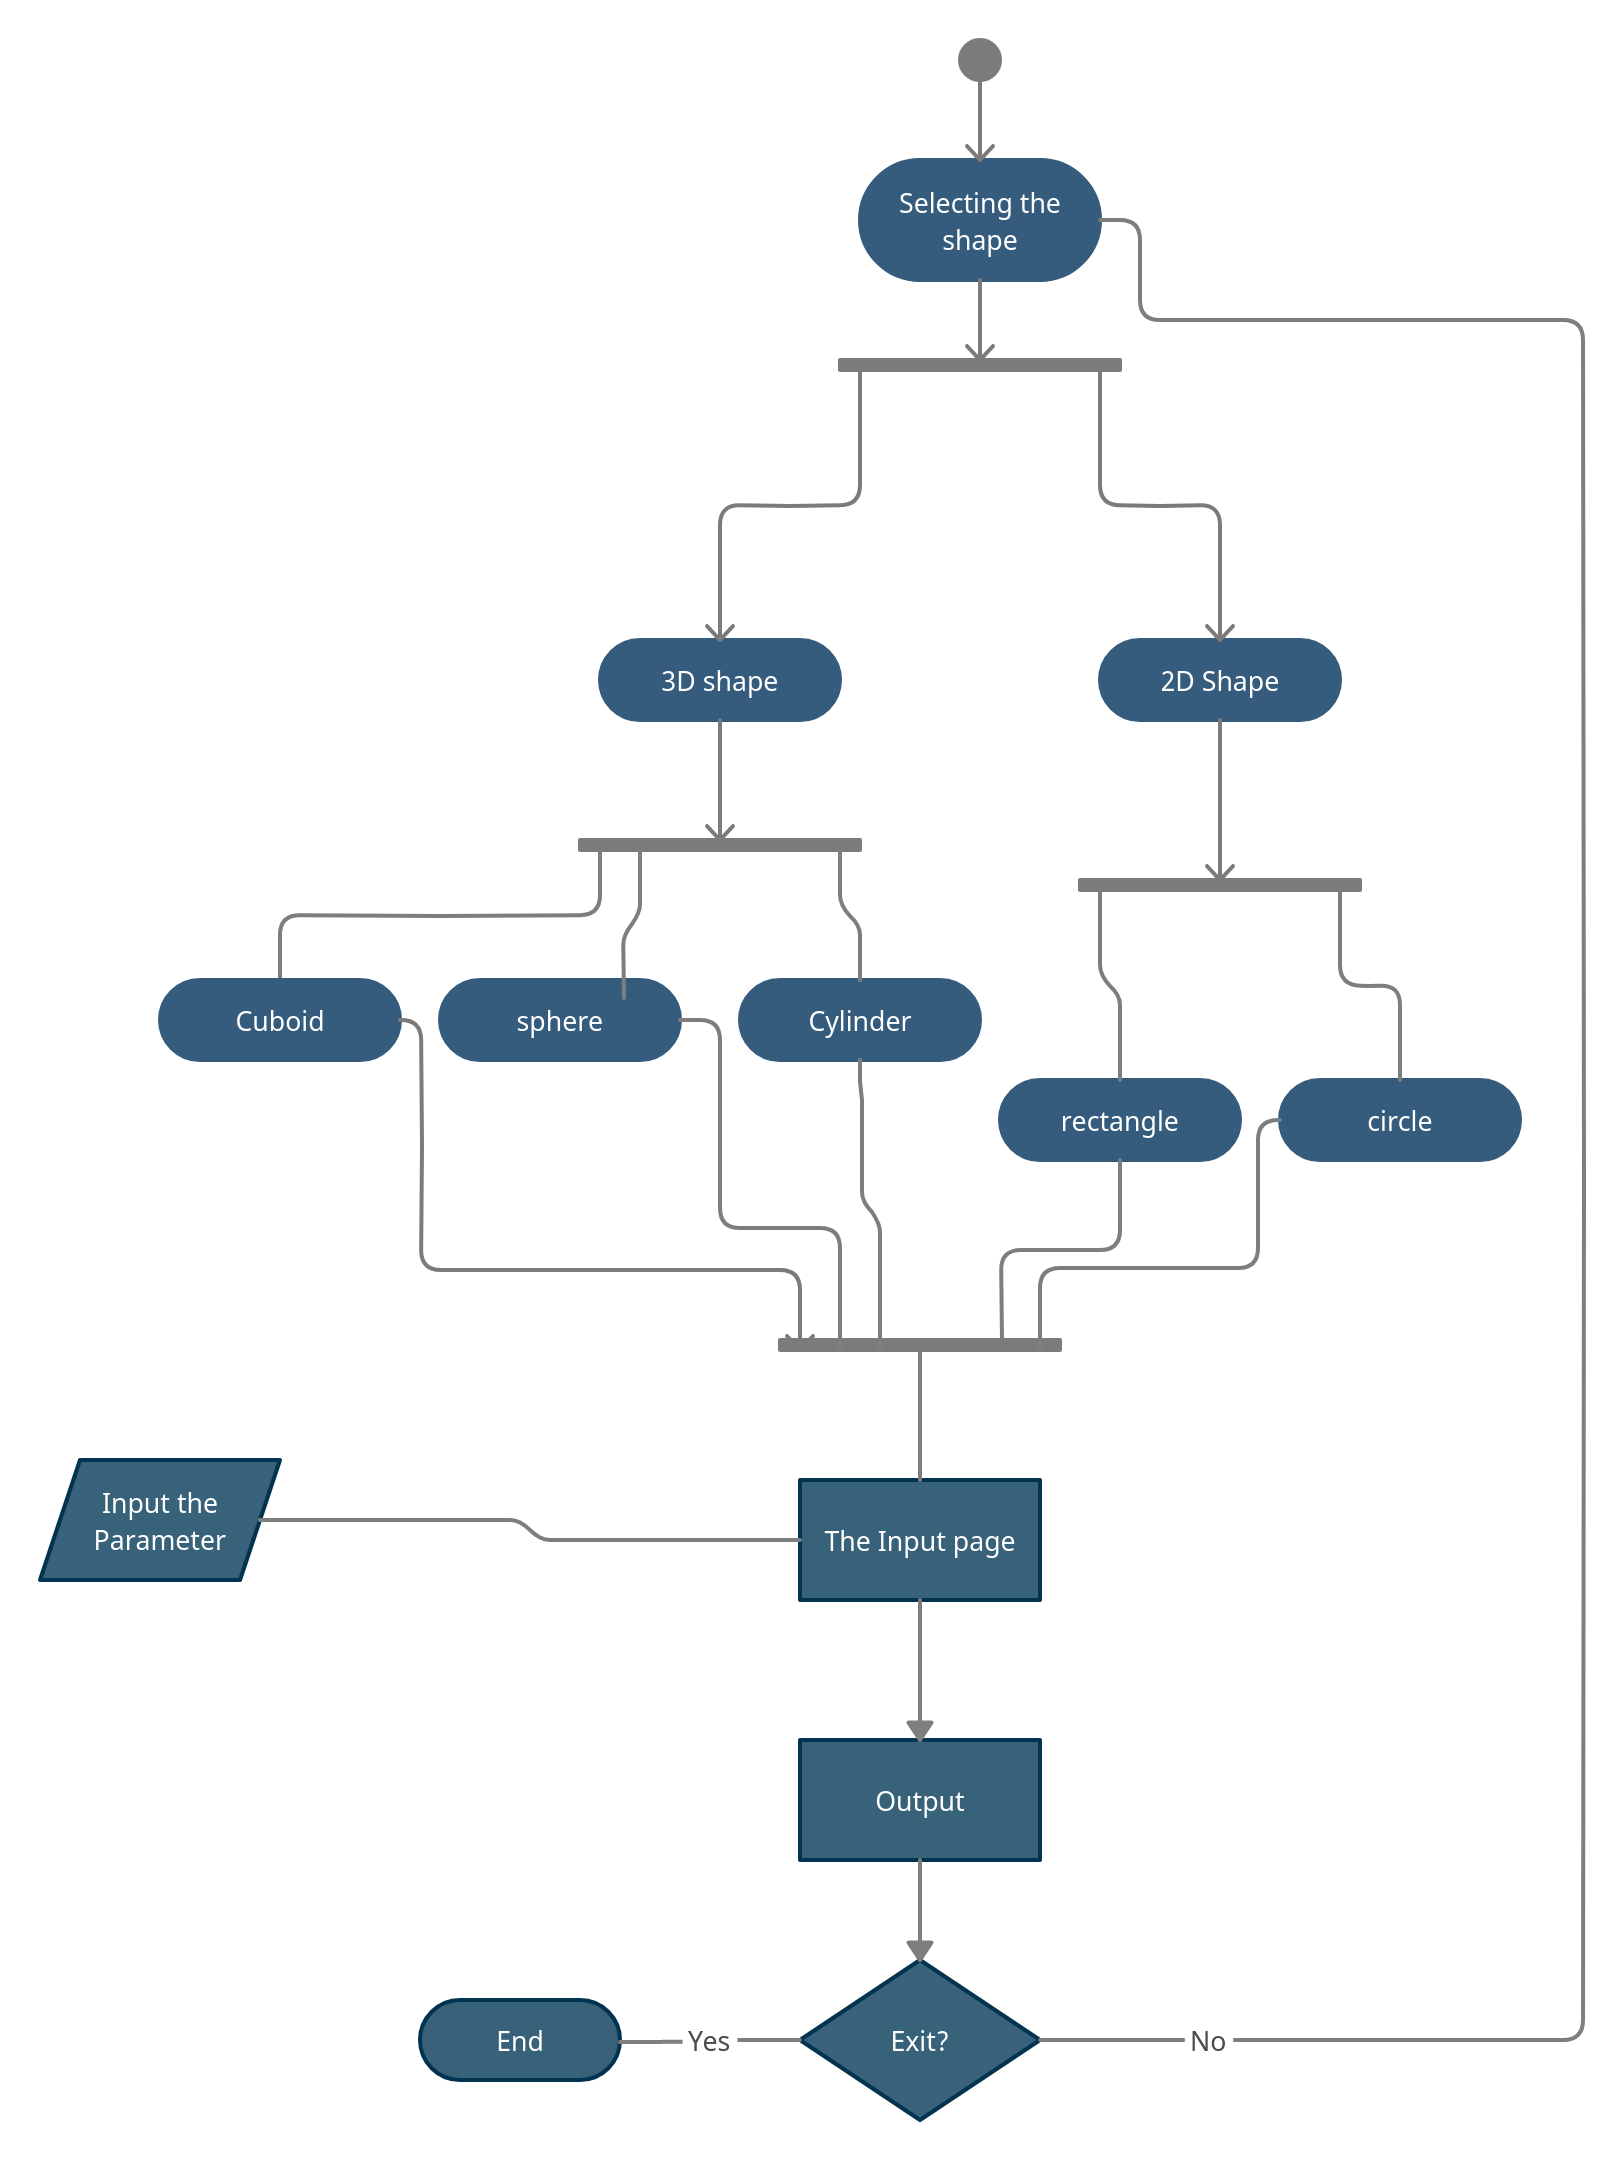 Selecting the
shape
3D shape
2D Shape
Cuboid
sphere
Cylinder
rectangle
circle
Input the
Parameter
The Input page
Output
End
Yes
Exit?
No